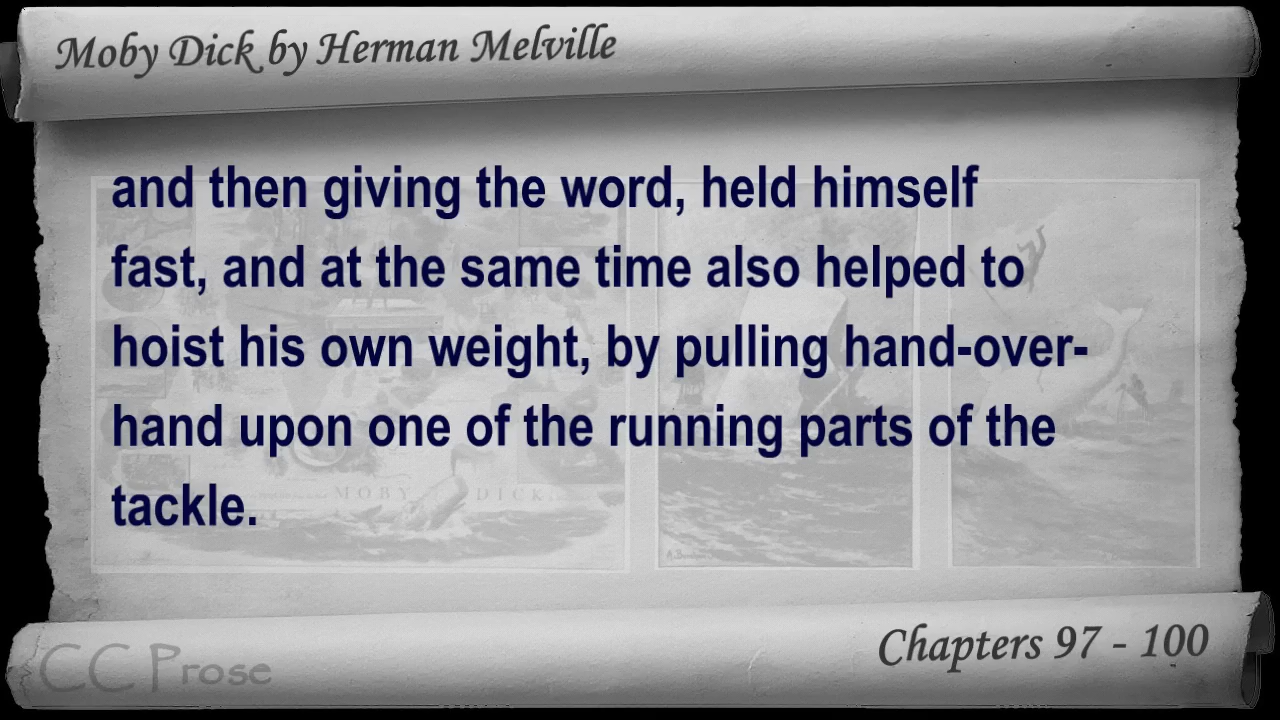 Moby Dick by Herman Melville
and then giving the word, held himself
fast, and at the same time also helped to
hoist his own weight, by pulling hand-over-
hand upon one of the running parts of the
tackle.
MOBY DICK
Chapters 97 - 100
CC Prose